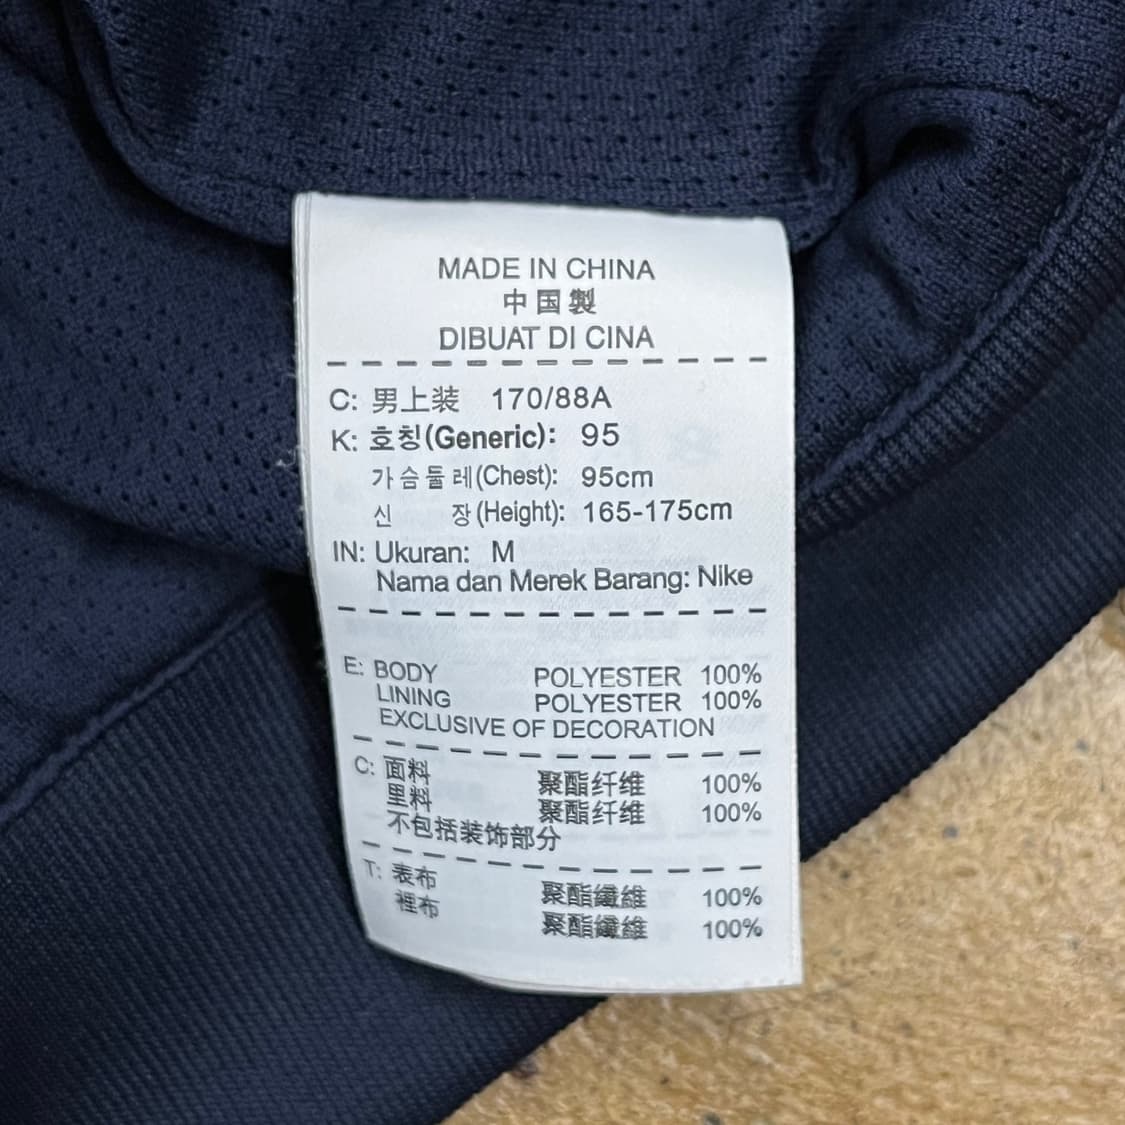 MADE IN CHINA
中国製
DIBUAT DI CINA
C: 男上装 170/88A
K: 호칭(Generic): 95
가슴둘레(Chest): 95cm
신 장(Height): 165-175cm
IN: Ukuran: M
Nama dan Merek Barang: Nike
E: BODY POLYESTER 100%
LINING POLYESTER 100%
EXCLUSIVE OF DECORATION
C: 面料 聚酯纤维 100%
里料 聚酯纤维 100%
不包括装饰部分
T: 表布 聚酯纖維 100%
裡布 聚酯纖維 100%